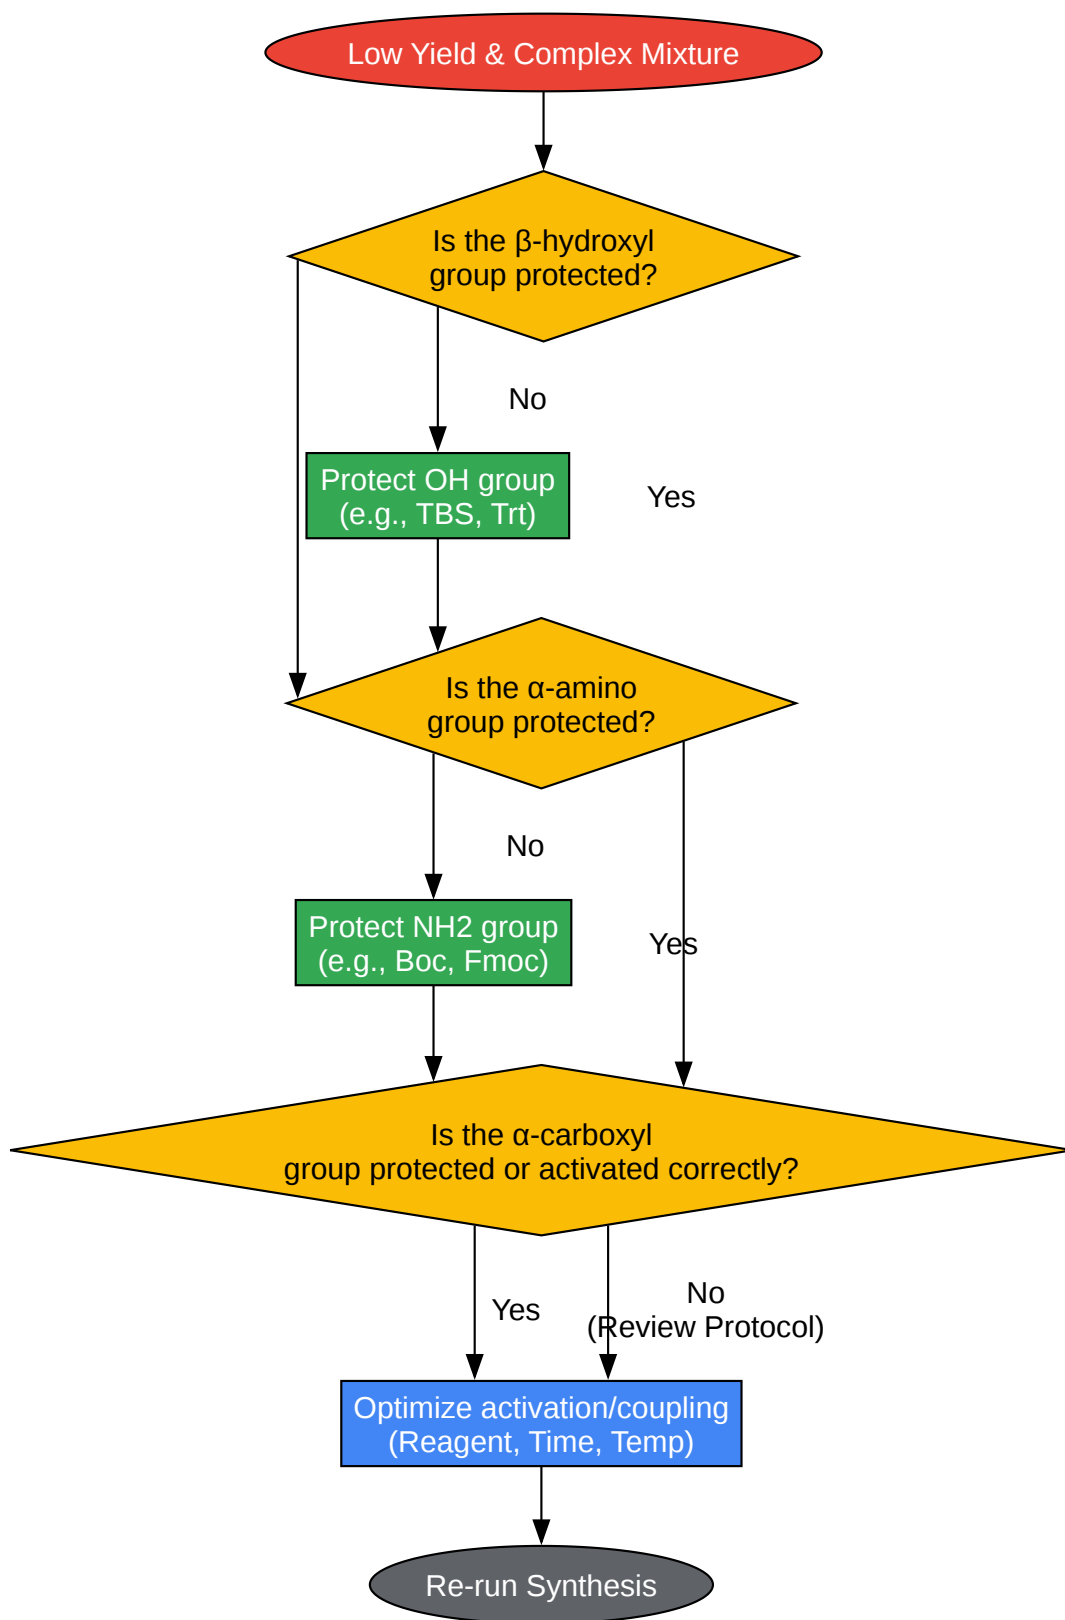 Low Yield & Complex Mixture
Is the β-hydroxyl
group protected?
No
Protect OH group
(e.g., TBS, Trt)
Yes
Is the α-amino
group protected?
No
Protect NH2 group
(e.g., Boc, Fmoc)
Yes
Is the α-carboxyl
group protected or activated correctly?
Yes
No
(Review Protocol)
Optimize activation/coupling
(Reagent, Time, Temp)
Re-run Synthesis